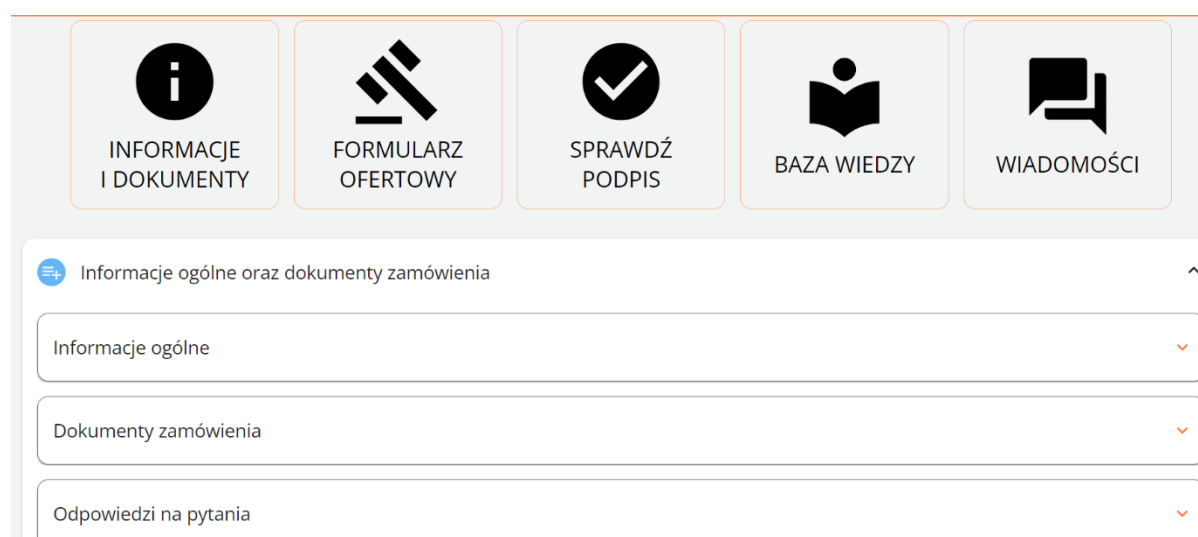 INFORMACJE
I DOKUMENTY
FORMULARZ
OFERTOWY
SPRAWDŹ
PODPIS
BAZA WIEDZY
WIADOMOŚCI
Informacje ogólne oraz dokumenty zamówienia
Informacje ogólne
Dokumenty zamówienia
Odpowiedzi na pytania